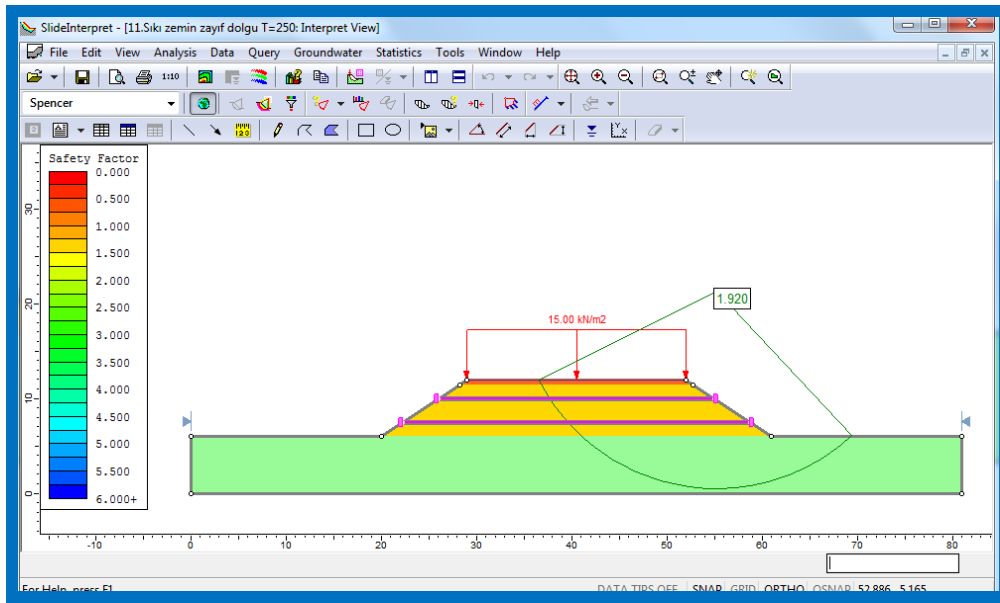 SlideInterpret - [11.Sıkı zemin zayıf dolgu T=250: Interpret View]
File Edit View Analysis Data Query Groundwater Statistics Tools Window Help
1:10
Spencer
Safety Factor
0.000
0.500
1.000
1.500
2.000
2.500
3.000
3.500
4.000
4.500
5.000
5.500
6.000+
30
20
10
0
1.920
15.00 kN/m2
-10 0 10 20 30 40 50 60 70 80
For Help, press F1
DATA TIPS OFF SNAP GRID ORTHO OSNAP 52.886, 5.165